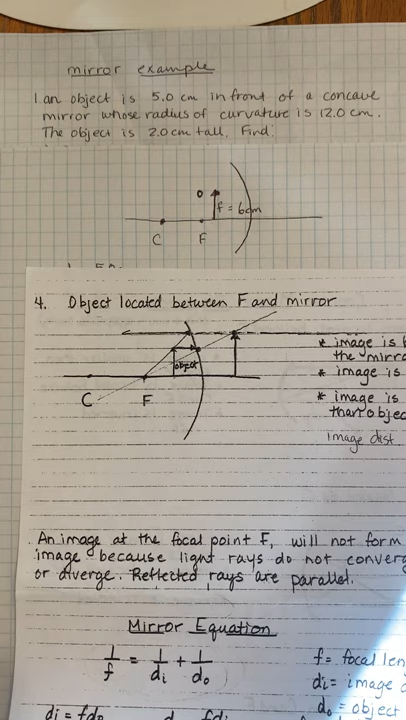 mirror example
1 an object is 5.0 cm in front of a concave
mirror whose radius of curvature is 12.0 cm.
The object is 2.0 cm tall. Find:
O
f = 6cm
C F
4. Object located between F and mirror
* image is
the mirro
object
* image is
C F
* image is
than objec
Image dist
. An image at the focal point F, will not form
image because light rays do not converg
or diverge. Reflected rays are parallel.
Mirror Equation
1/f = 1/di + 1/do
f = focal len
di = image
do = object
di = fdo
fdi